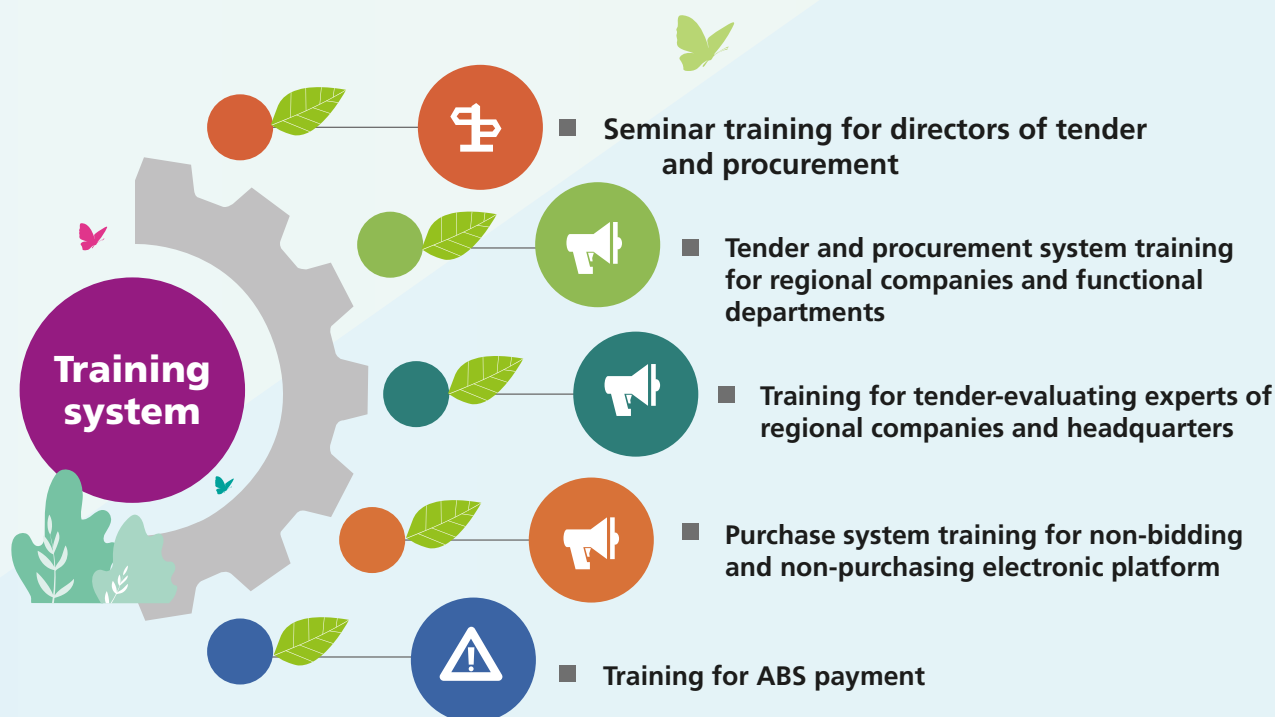 Training
system
Seminar training for directors of tender
and procurement
Tender and procurement system training
for regional companies and functional
departments
Training for tender-evaluating experts of
regional companies and headquarters
Purchase system training for non-bidding
and non-purchasing electronic platform
Training for ABS payment